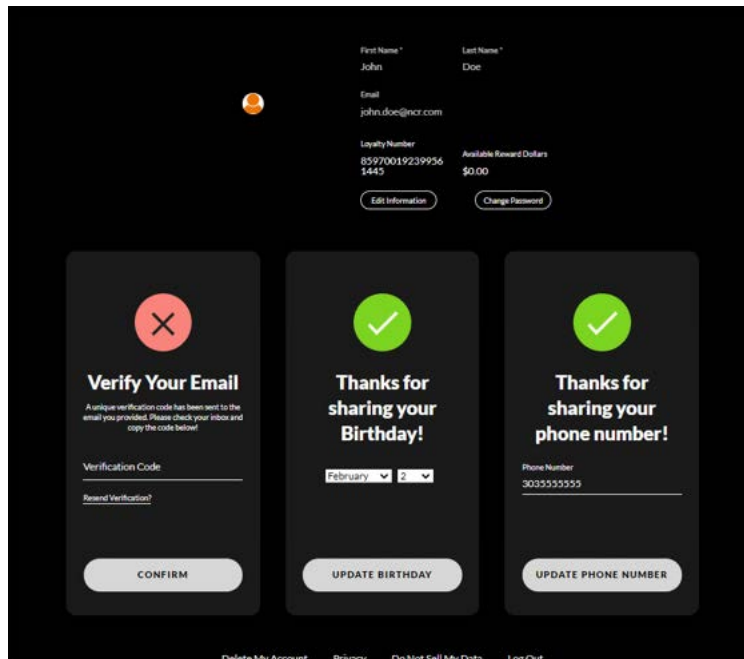 First Name *
Last Name *
John
Doe
Email
john.doe@ncr.com
Loyalty Number
Available Reward Dollars
85970019239956
1445
$0.00
Edit Information
Change Password
Verify Your Email
A unique verification code has been sent to the
email you provided. Please check your inbox and
copy the code below!
Verification Code
Resend Verification?
CONFIRM
Thanks for
sharing your
Birthday!
February
2
UPDATE BIRTHDAY
Thanks for
sharing your
phone number!
Phone Number
3035555555
UPDATE PHONE NUMBER
Delete My Account
Privacy
Do Not Sell My Data
Log Out